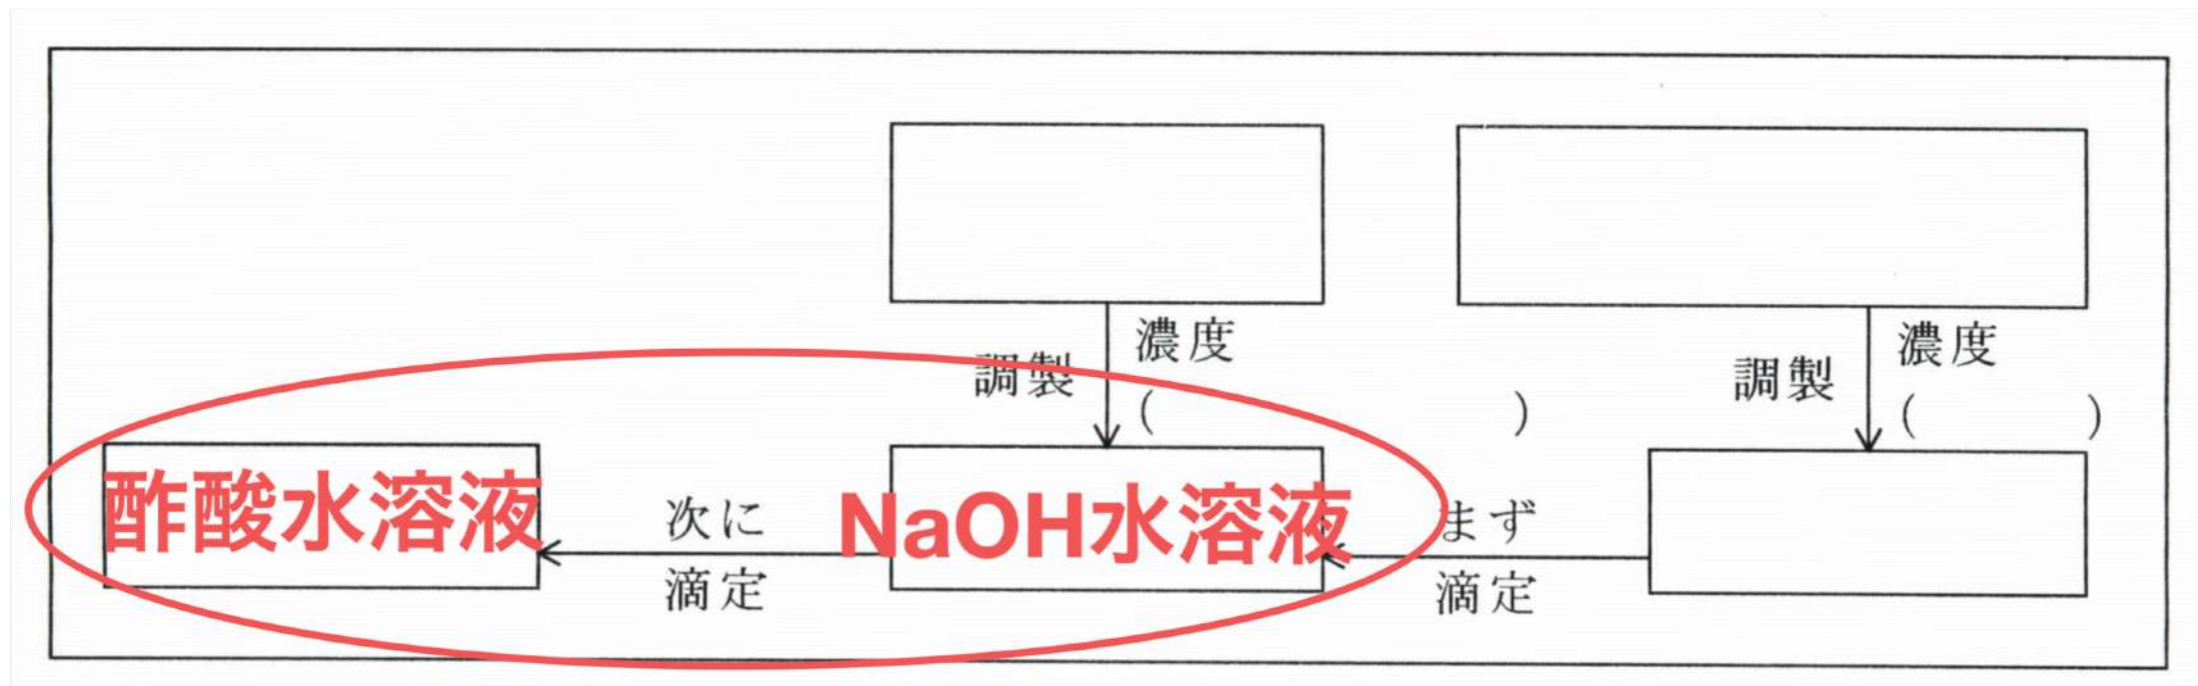 濃度
調製
(          )
濃度
調製
(          )
酢酸水溶液
次に
滴定
NaOH水溶液
まず
滴定